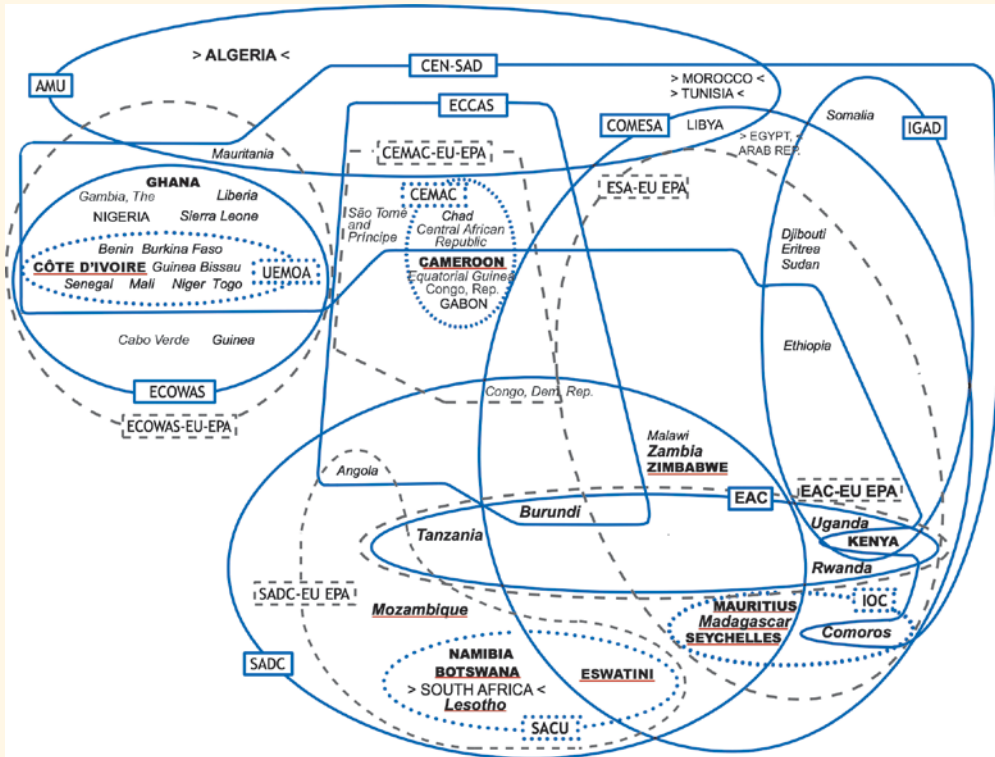 > ALGERIA <
CEN-SAD
AMU
> MOROCCO <
> TUNISIA <
ECCAS
COMESA
LIBYA
Somalia
IGAD
> EGYPT, <
ARAB REP.
Mauritania
CEMAC-EU-EPA
GHANA
Gambia, The
Liberia
NIGERIA
Sierra Leone
CEMAC
ESA-EU EPA
São Tomé
and
Príncipe
Chad
Central African
Republic
CAMEROON
Equatorial Guinea
Congo, Rep.
GABON
Benin Burkina Faso
CÔTE D'IVOIRE Guinea Bissau
UEMOA
Senegal Mali Niger Togo
Djibouti
Eritrea
Sudan
Cabo Verde Guinea
Ethiopia
ECOWAS
ECOWAS-EU-EPA
Congo, Dem. Rep.
Malawi
Zambia
ZIMBABWE
Angola
EAC
EAC-EU EPA
Burundi
Tanzania
Uganda
KENYA
Rwanda
SADC-EU EPA
Mozambique
IOC
MAURITIUS
Madagascar
SEYCHELLES
Comoros
SADC
NAMIBIA
BOTSWANA
> SOUTH AFRICA <
Lesotho
ESWATINI
SACU